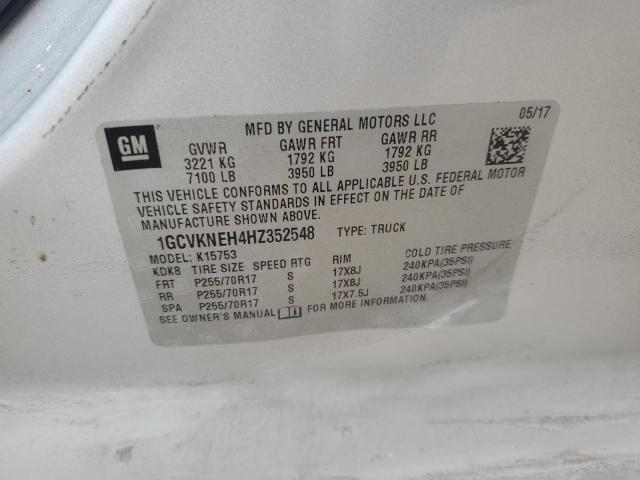 MFD BY GENERAL MOTORS LLC 05/17
GM GVWR GAWR FRT GAWR RR
3221 KG 1792 KG 1792 KG
7100 LB 3950 LB 3950 LB
THIS VEHICLE CONFORMS TO ALL APPLICABLE U.S. FEDERAL MOTOR
VEHICLE SAFETY STANDARDS IN EFFECT ON THE DATE OF
MANUFACTURE SHOWN ABOVE.
1GCVKNEH4HZ352548 TYPE: TRUCK
MODEL: K15753
KDK8 TIRE SIZE SPEED RTG RIM COLD TIRE PRESSURE
FRT P255/70R17 S 17X8J 240KPA(35PSI)
RR P255/70R17 S 17X8J 240KPA(35PSI)
SPA P255/70R17 S 17X7.5J 240KPA(35PSI)
SEE OWNER'S MANUAL FOR MORE INFORMATION.